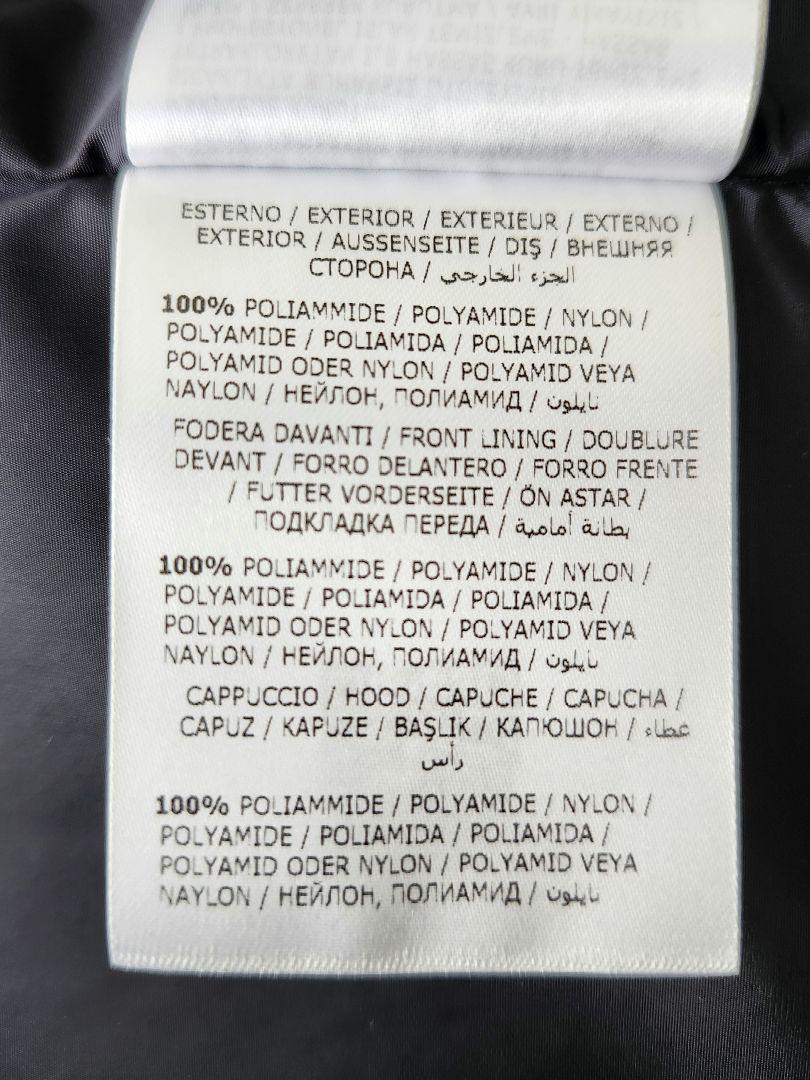 ESTERNO / EXTERIOR / EXTERIEUR / EXTERNO /
EXTERIOR / AUSSENSEITE / DIŞ / ВНЕШНЯЯ
СТОРОНА / الجزء الخارجي
100% POLIAMMIDE / POLYAMIDE / NYLON /
POLYAMIDE / POLIAMIDA / POLIAMIDA /
POLYAMID ODER NYLON / POLYAMID VEYA
NAYLON / НЕЙЛОН, ПОЛИАМИД / نايلون
FODERA DAVANTI / FRONT LINING / DOUBLURE
DEVANT / FORRO DELANTERO / FORRO FRENTE
/ FUTTER VORDERSEITE / ÖN ASTAR /
ПОДКЛАДКА ПЕРЕДА / بطانة أمامية
100% POLIAMMIDE / POLYAMIDE / NYLON /
POLYAMIDE / POLIAMIDA / POLIAMIDA /
POLYAMID ODER NYLON / POLYAMID VEYA
NAYLON / НЕЙЛОН, ПОЛИАМИД / نايلون
CAPPUCCIO / HOOD / CAPUCHE / CAPUCHA /
CAPUZ / KAPUZE / BAŞLIK / КАПЮШОН / غطاء
رأس
100% POLIAMMIDE / POLYAMIDE / NYLON /
POLYAMIDE / POLIAMIDA / POLIAMIDA /
POLYAMID ODER NYLON / POLYAMID VEYA
NAYLON / НЕЙЛОН, ПОЛИАМИД / نايلون